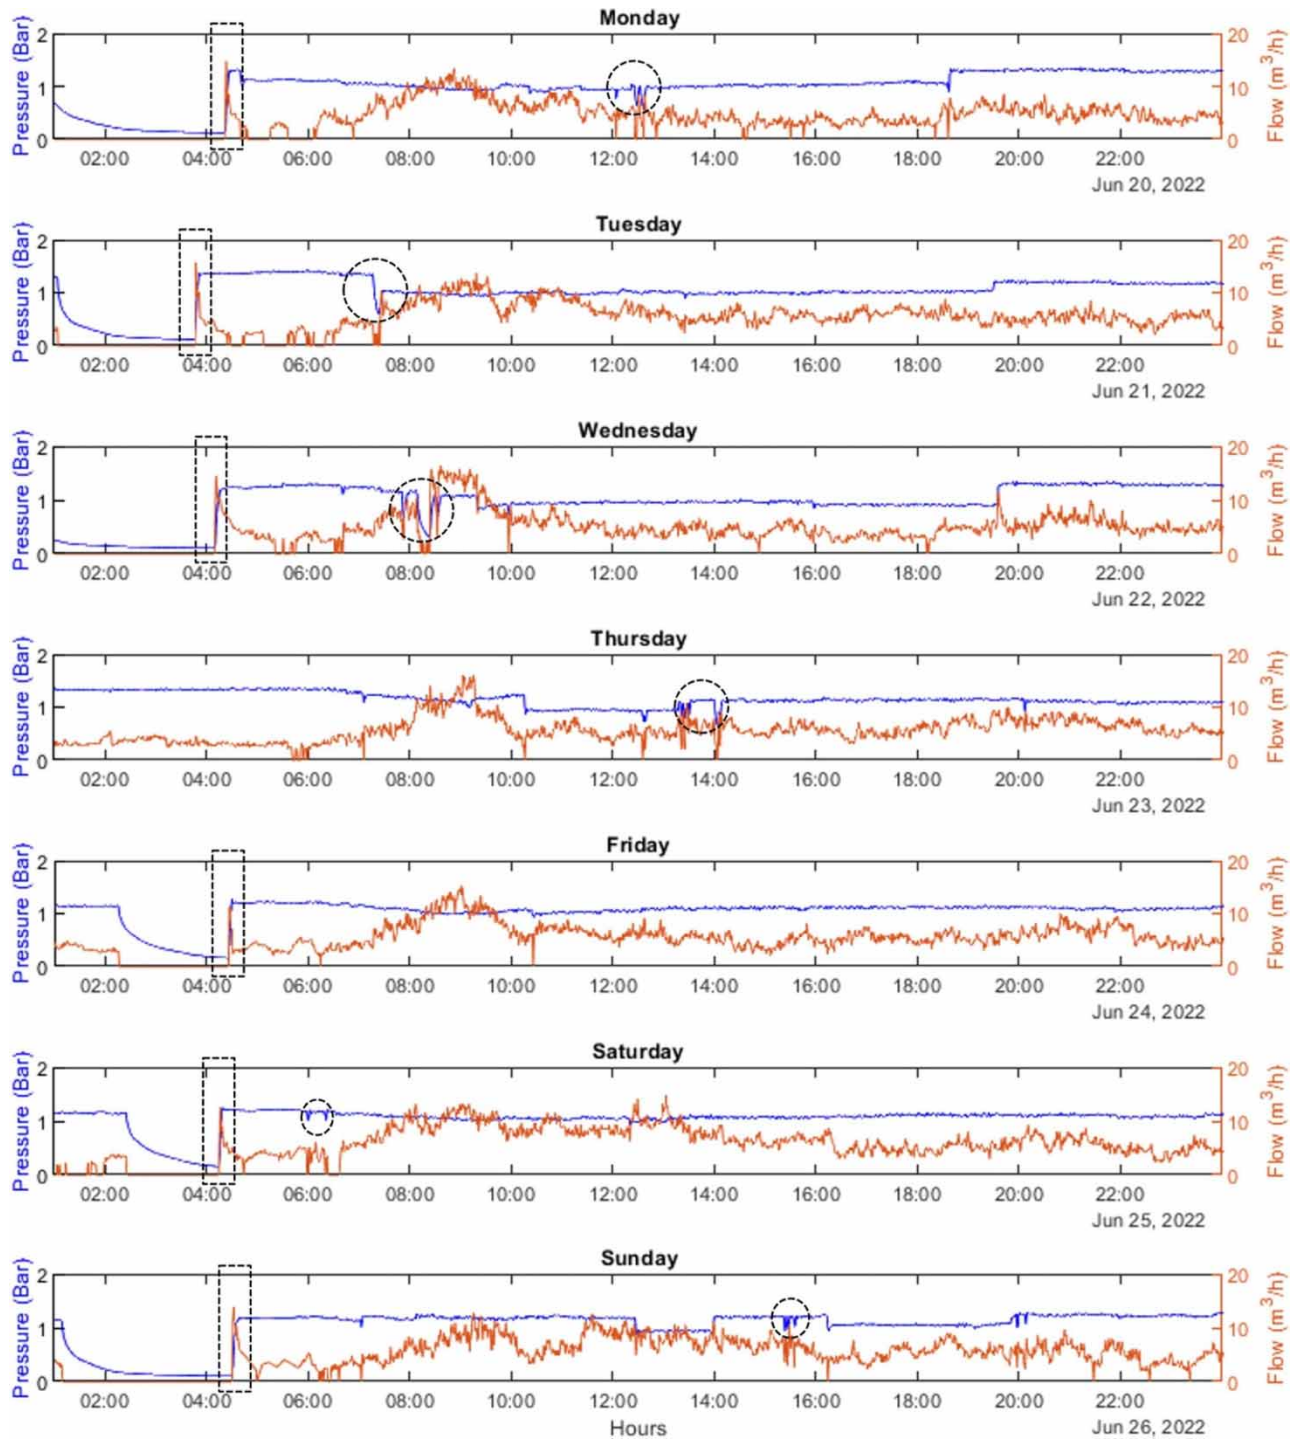 Monday
Pressure (Bar)
2
1
0
20
10
0
Flow (m³/h)
02:00 04:00 06:00 08:00 10:00 12:00 14:00 16:00 18:00 20:00 22:00
Jun 20, 2022
Tuesday
Pressure (Bar)
2
1
0
20
10
0
Flow (m³/h)
02:00 04:00 06:00 08:00 10:00 12:00 14:00 16:00 18:00 20:00 22:00
Jun 21, 2022
Wednesday
Pressure (Bar)
2
1
0
20
10
0
Flow (m³/h)
02:00 04:00 06:00 08:00 10:00 12:00 14:00 16:00 18:00 20:00 22:00
Jun 22, 2022
Thursday
Pressure (Bar)
2
1
0
20
10
0
Flow (m³/h)
02:00 04:00 06:00 08:00 10:00 12:00 14:00 16:00 18:00 20:00 22:00
Jun 23, 2022
Friday
Pressure (Bar)
2
1
0
20
10
0
Flow (m³/h)
02:00 04:00 06:00 08:00 10:00 12:00 14:00 16:00 18:00 20:00 22:00
Jun 24, 2022
Saturday
Pressure (Bar)
2
1
0
20
10
0
Flow (m³/h)
02:00 04:00 06:00 08:00 10:00 12:00 14:00 16:00 18:00 20:00 22:00
Jun 25, 2022
Sunday
Pressure (Bar)
2
1
0
20
10
0
Flow (m³/h)
02:00 04:00 06:00 08:00 10:00 12:00 14:00 16:00 18:00 20:00 22:00
Hours
Jun 26, 2022